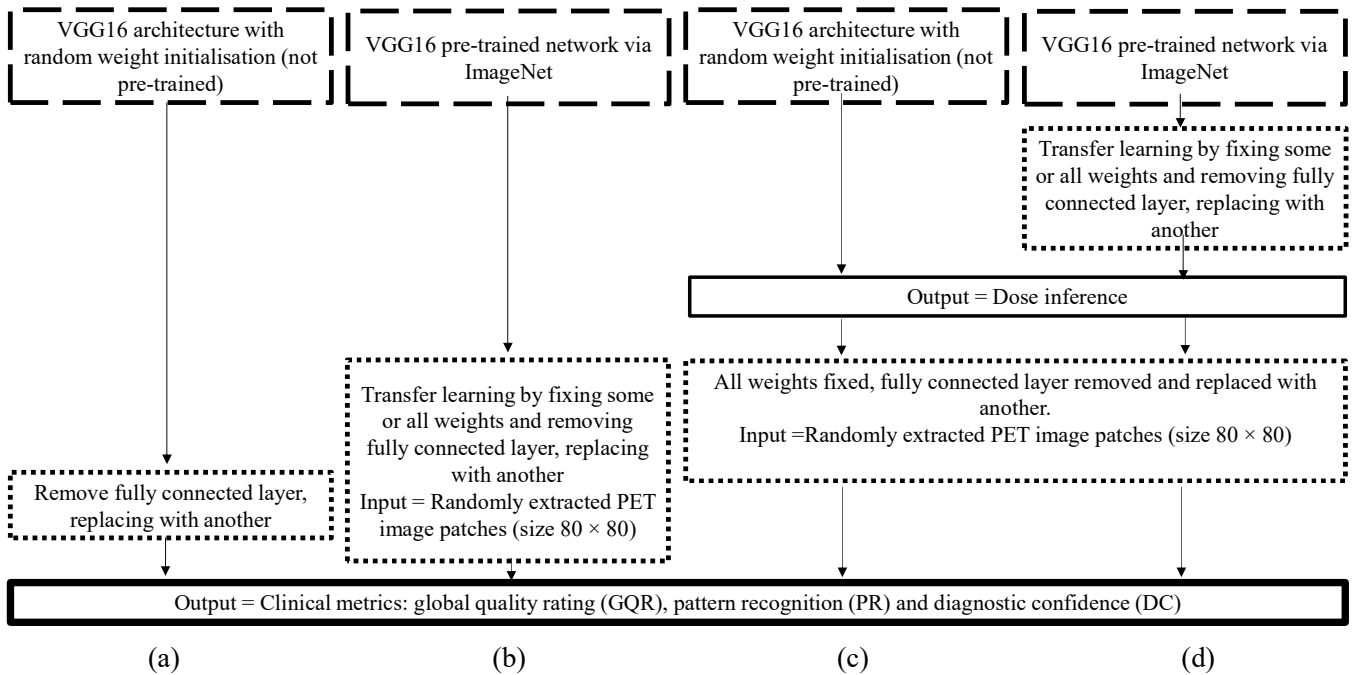 VGG16 architecture with
random weight initialisation (not
pre-trained)
VGG16 pre-trained network via
ImageNet
VGG16 architecture with
random weight initialisation (not
pre-trained)
VGG16 pre-trained network via
ImageNet
Transfer learning by fixing some
or all weights and removing fully
connected layer, replacing with
another
Output = Dose inference
Transfer learning by fixing some
or all weights and removing
fully connected layer, replacing
with another
Input = Randomly extracted PET
image patches (size 80 × 80)
All weights fixed, fully connected layer removed and replaced with
another.
Input =Randomly extracted PET image patches (size 80 × 80)
Remove fully connected layer,
replacing with another
Output = Clinical metrics: global quality rating (GQR), pattern recognition (PR) and diagnostic confidence (DC)
(a)
(b)
(c)
(d)